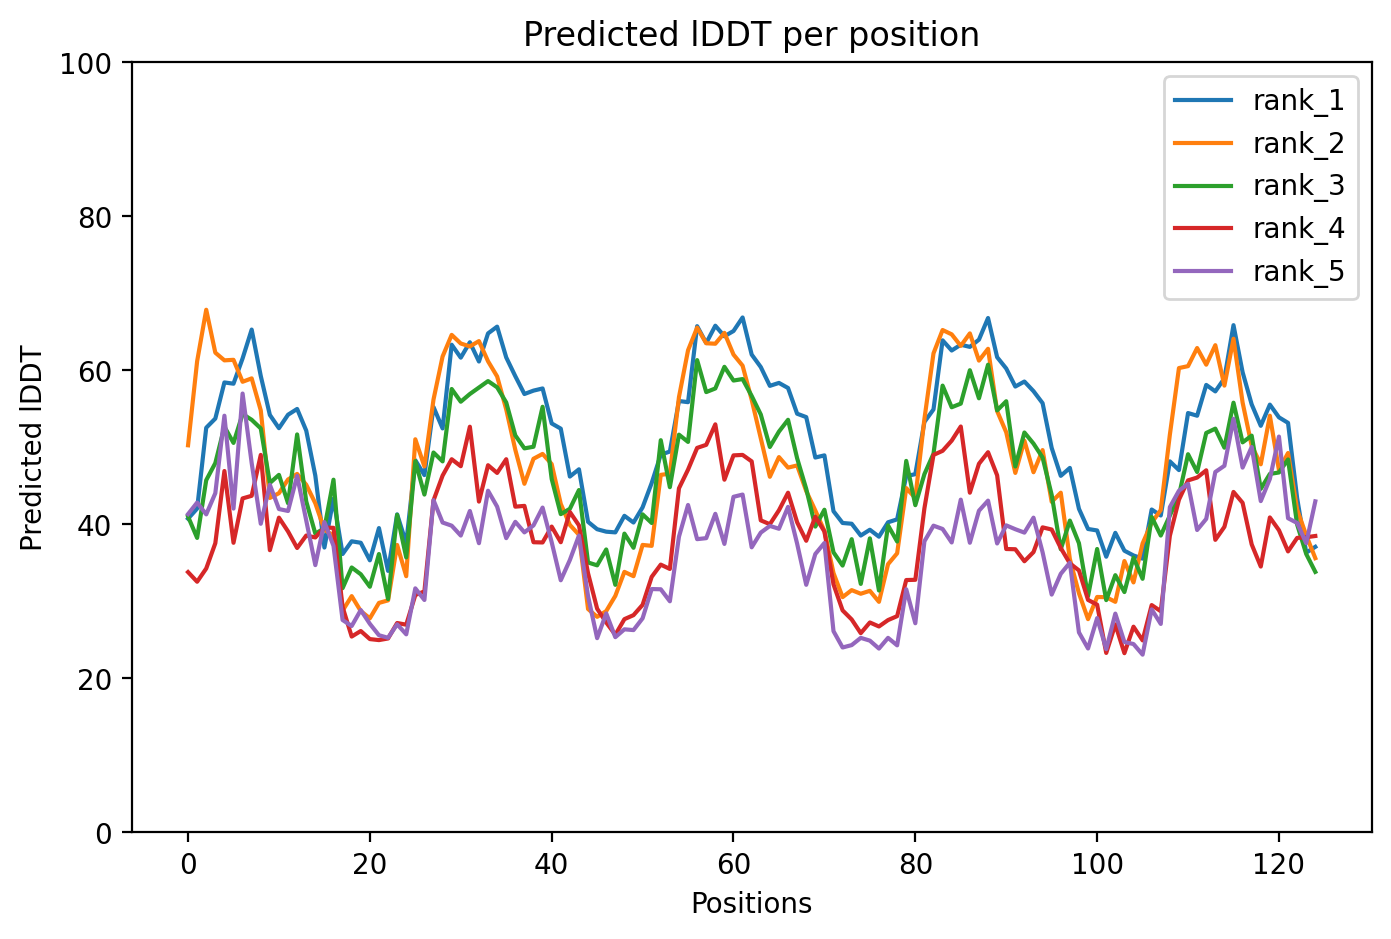 Predicted lDDT per position
100
80
60
40
20
0
Predicted lDDT
0 20 40 60 80 100 120
Positions
rank_1
rank_2
rank_3
rank_4
rank_5